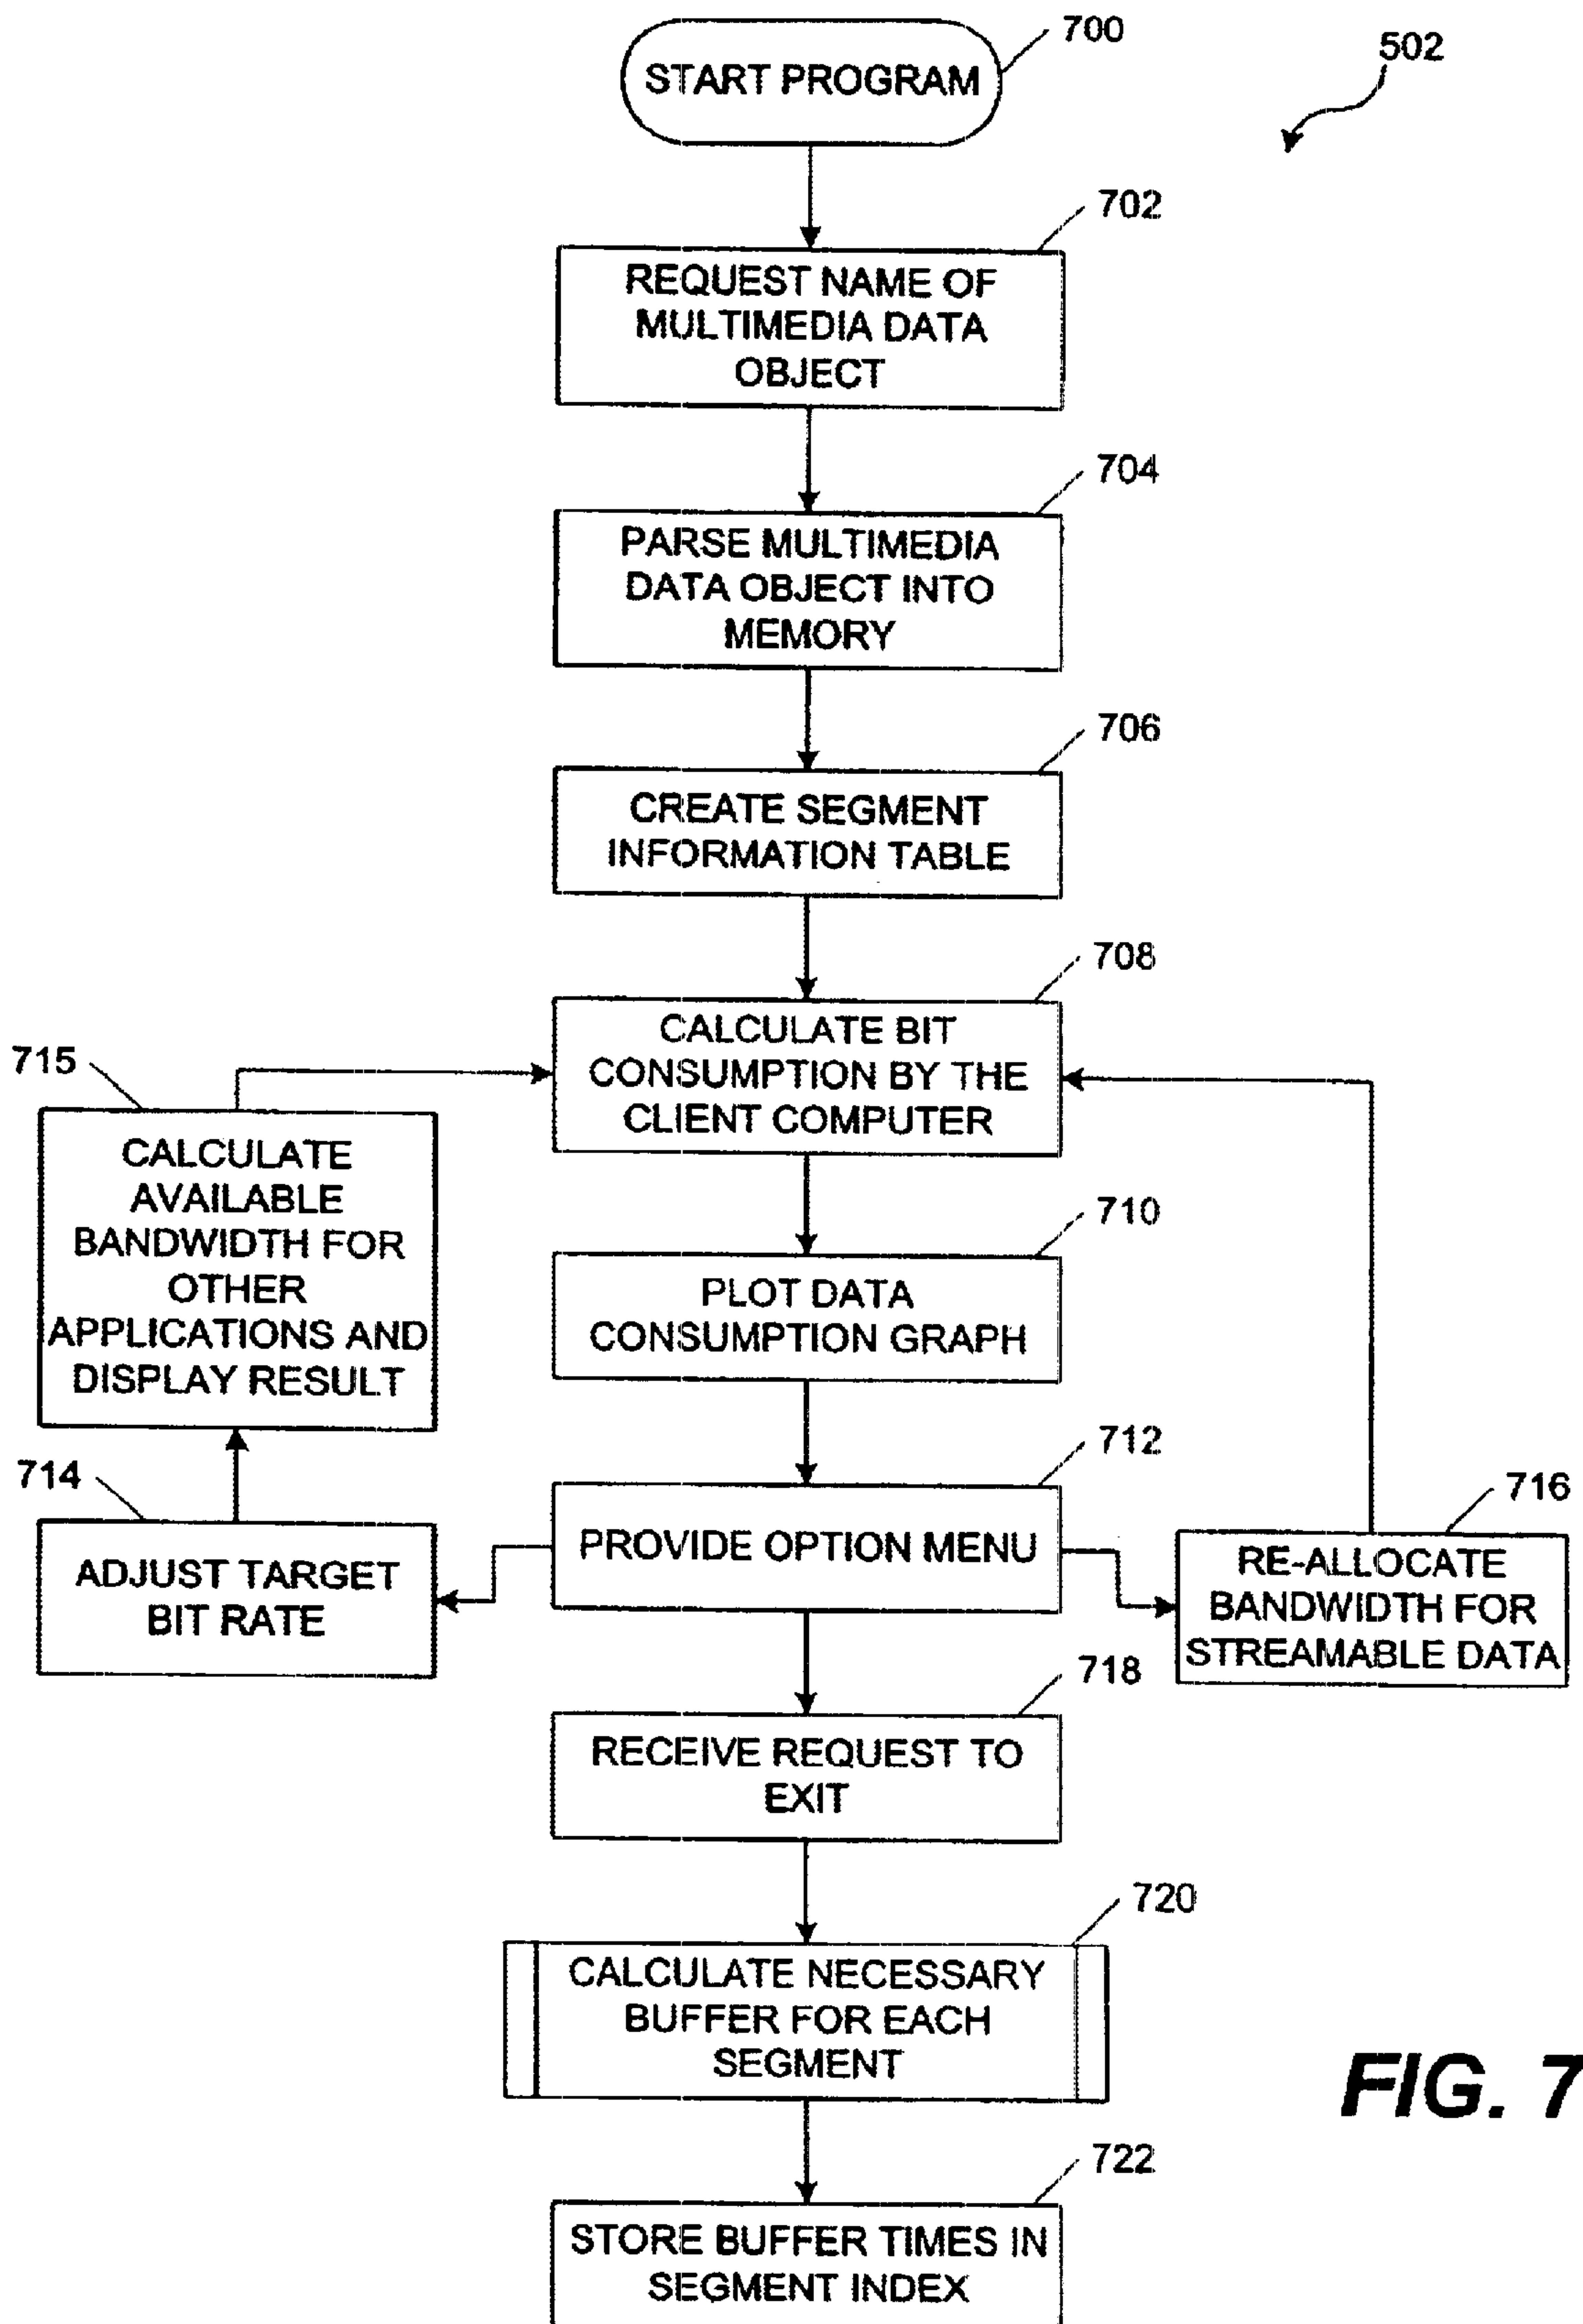 START PROGRAM
700
502
702
REQUEST NAME OF
MULTIMEDIA DATA
OBJECT
704
PARSE MULTIMEDIA
DATA OBJECT INTO
MEMORY
706
CREATE SEGMENT
INFORMATION TABLE
708
CALCULATE BIT
CONSUMPTION BY THE
CLIENT COMPUTER
715
CALCULATE
AVAILABLE
BANDWIDTH FOR
OTHER
APPLICATIONS AND
DISPLAY RESULT
710
PLOT DATA
CONSUMPTION GRAPH
712
PROVIDE OPTION MENU
714
ADJUST TARGET
BIT RATE
716
RE-ALLOCATE
BANDWIDTH FOR
STREAMABLE DATA
718
RECEIVE REQUEST TO
EXIT
720
CALCULATE NECESSARY
BUFFER FOR EACH
SEGMENT
FIG. 7
722
STORE BUFFER TIMES IN
SEGMENT INDEX